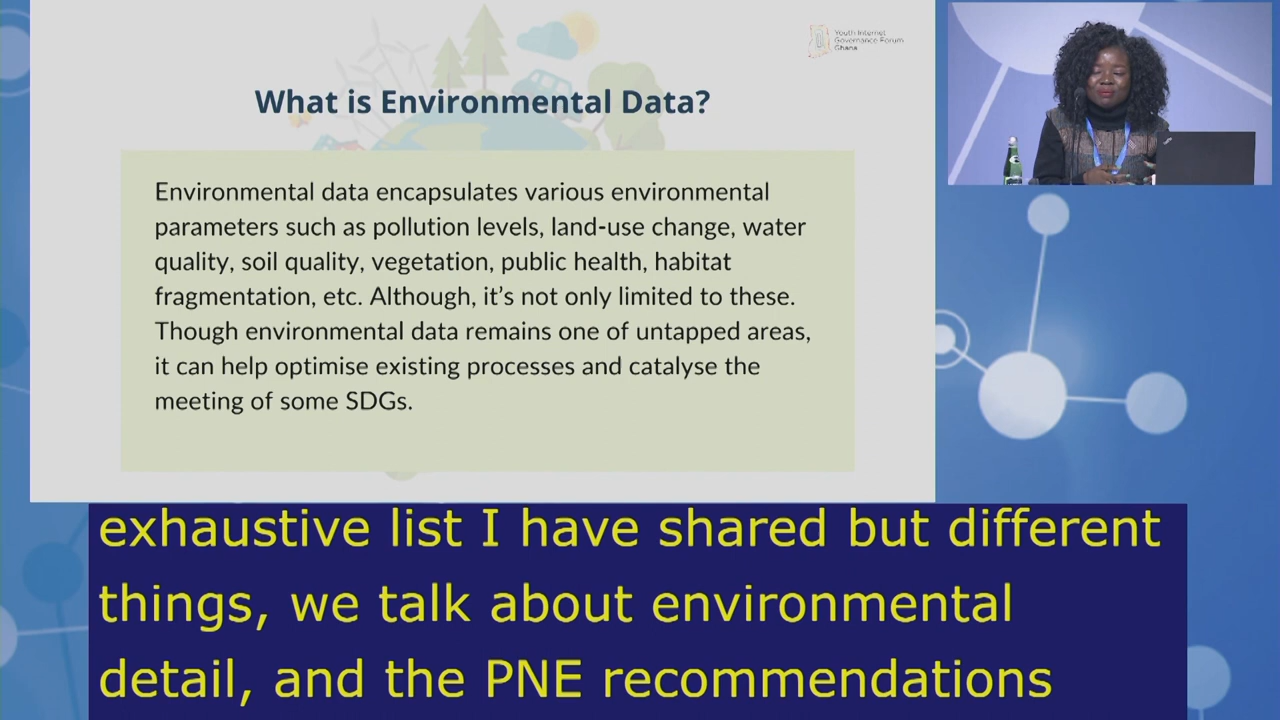 Youth Internet
Governance Forum
Ghana
What is Environmental Data?
Environmental data encapsulates various environmental
parameters such as pollution levels, land-use change, water
quality, soil quality, vegetation, public health, habitat
fragmentation, etc. Although, it's not only limited to these.
Though environmental data remains one of untapped areas,
it can help optimise existing processes and catalyse the
meeting of some SDGs.
exhaustive list I have shared but different
things, we talk about environmental
detail, and the PNE recommendations